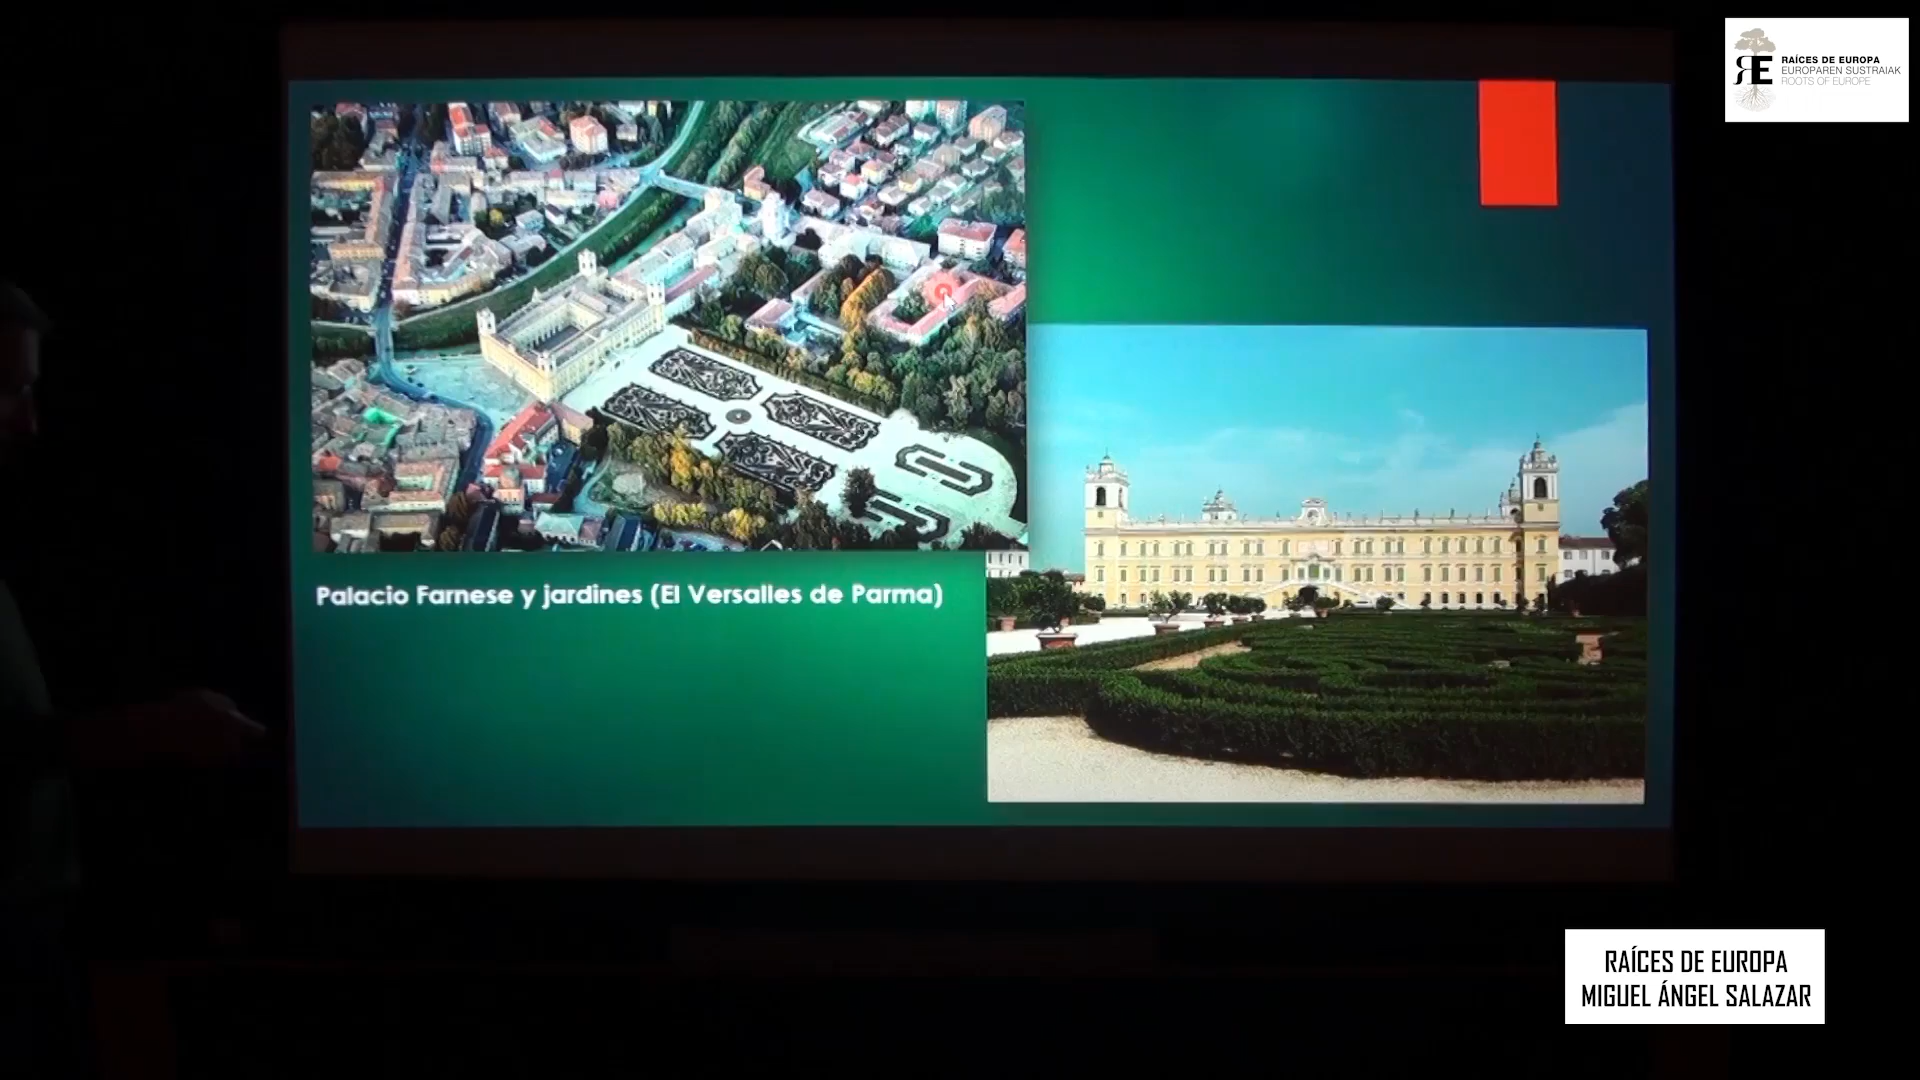 RAÍCES DE EUROPA
EUROPAREN SUSTRAIAK
ROOTS OF EUROPE
Palacio Farnese y jardines (El Versalles de Parma)
RAÍCES DE EUROPA
MIGUEL ÁNGEL SALAZAR